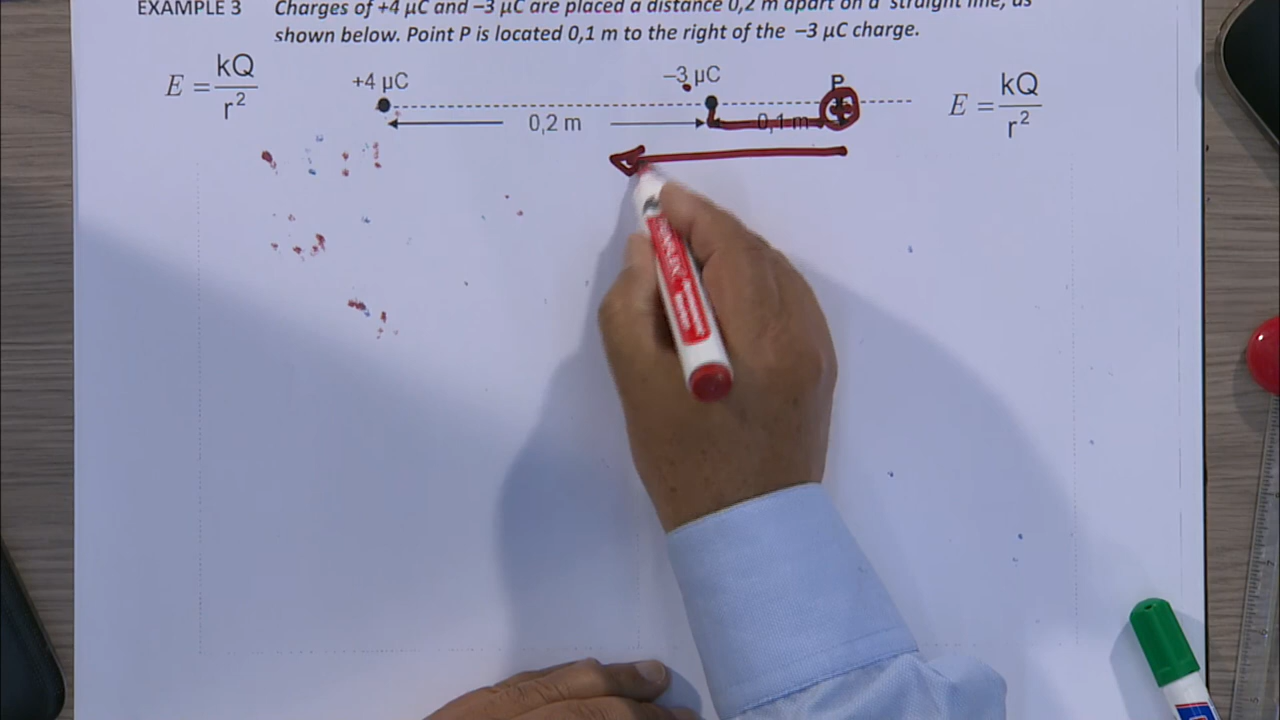 EXAMPLE 3 Charges of +4 μC and –3 μC are placed a distance 0,2 m apart on a straight line, as
shown below. Point P is located 0,1 m to the right of the –3 μC charge.
E = kQ / r²
+4 μC
–3 μC
P
E = kQ / r²
0,2 m
0,1 m